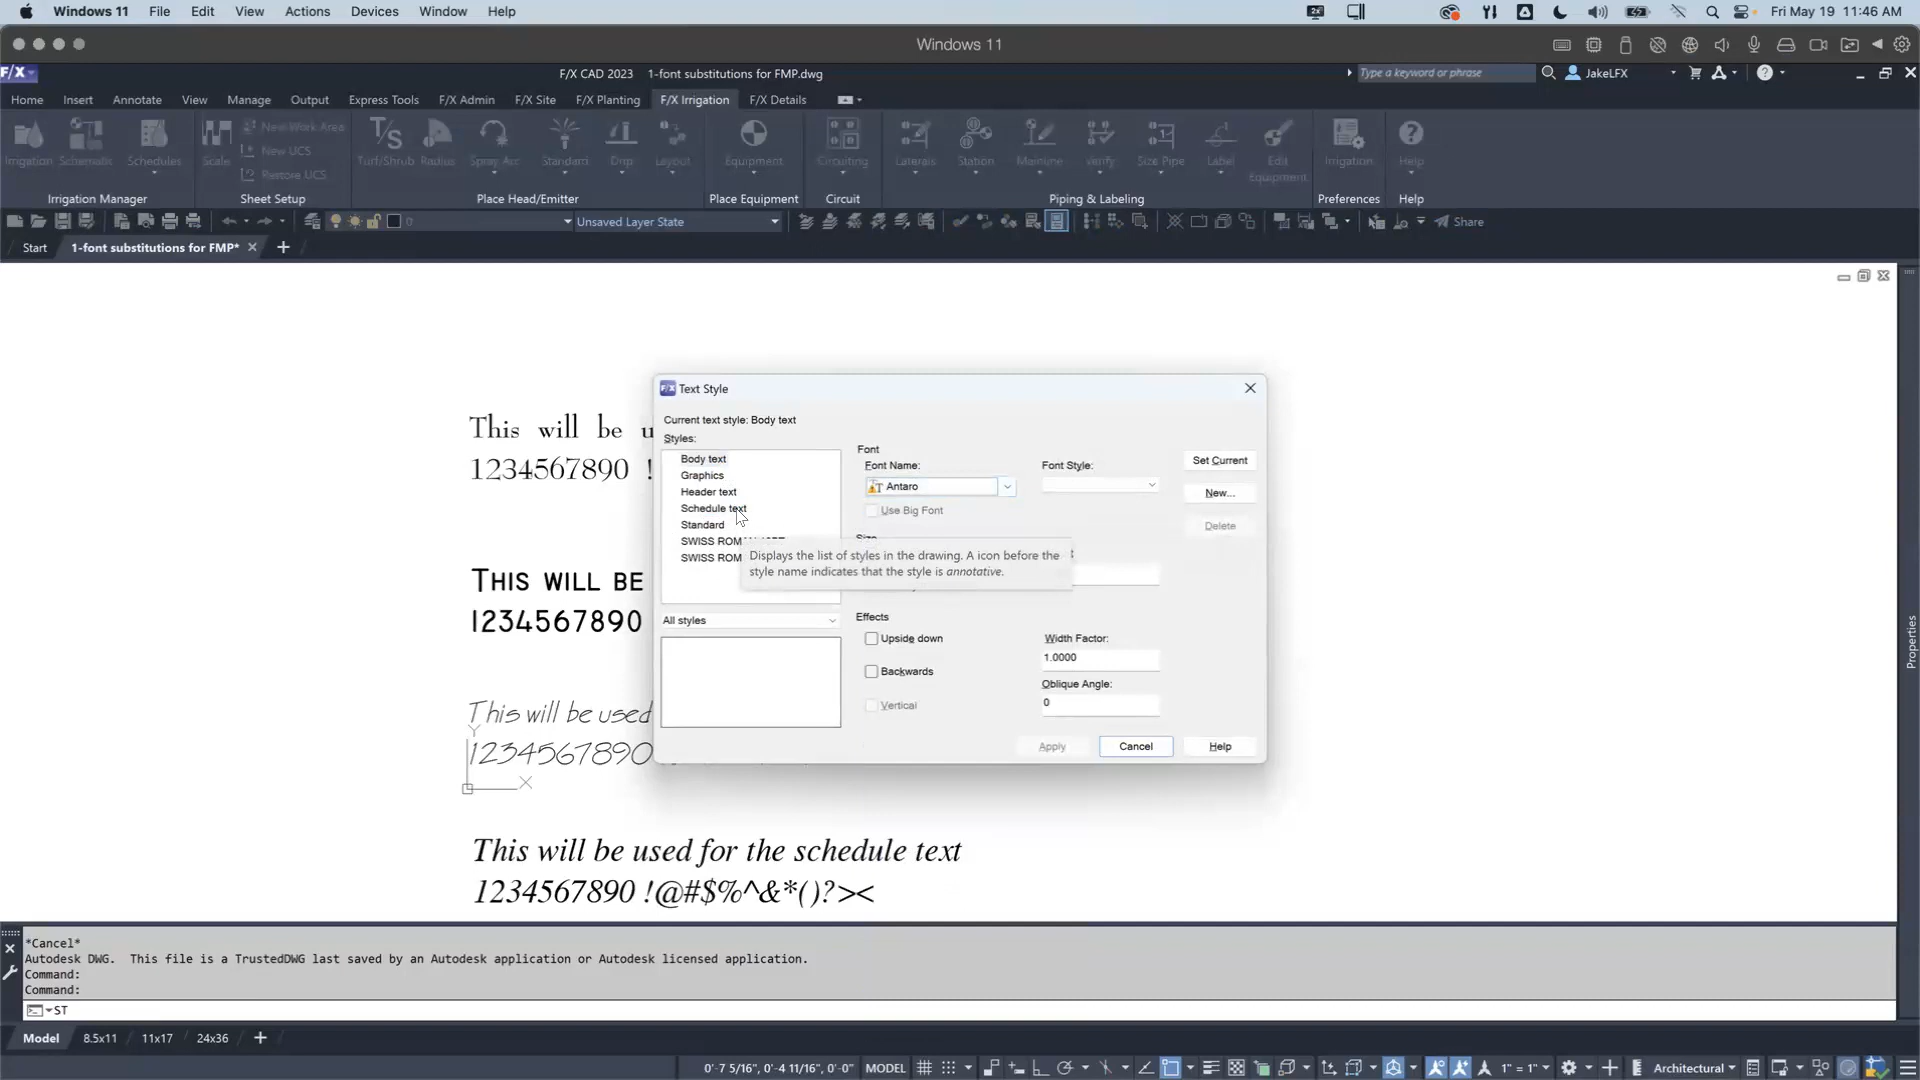 Windows 11 File Edit View Actions Devices Window Help Fri May 19 11:46 AM
Windows 11
F/X F/X CAD 2023 1-font substitutions for FMP.dwg Type a keyword or phrase JakeLFX
Home Insert Annotate View Manage Output Express Tools F/X Admin F/X Site F/X Planting F/X Irrigation F/X Details
New Work Area
New UCS
Irrigation Schematic Schedules Scale Turf/Shrub Radius Spray Arc Standard Drip Layout Equipment Circuiting Laterals Station Mainline Verify Size Pipe Label Edit Equipment Irrigation Help
Restore UCS
Irrigation Manager Sheet Setup Place Head/Emitter Place Equipment Circuit Piping & Labeling Preferences Help
0 Unsaved Layer State Share
Start 1-font substitutions for FMP*
Text Style
Current text style: Body text
Styles:
Body text
Graphics
Header text
Schedule text
Standard
SWISS ROM
SWISS ROM
All styles
Font
Font Name:
Antaro
Use Big Font
Font Style:
Set Current
New...
Delete
Displays the list of styles in the drawing. A icon before the
style name indicates that the style is annotative.
Effects
Upside down
Backwards
Vertical
Width Factor:
1.0000
Oblique Angle:
0
Apply Cancel Help
This will be u
1234567890 !
THIS WILL BE
1234567890
This will be used
1234567890
Y
X
This will be used for the schedule text
1234567890 !@#$%^&*()?><
Properties
*Cancel*
Autodesk DWG. This file is a TrustedDWG last saved by an Autodesk application or Autodesk licensed application.
Command:
Command:
ST
Model 8.5x11 11x17 24x36
0'-7 5/16", 0'-4 11/16", 0'-0" MODEL 1" = 1" Architectural